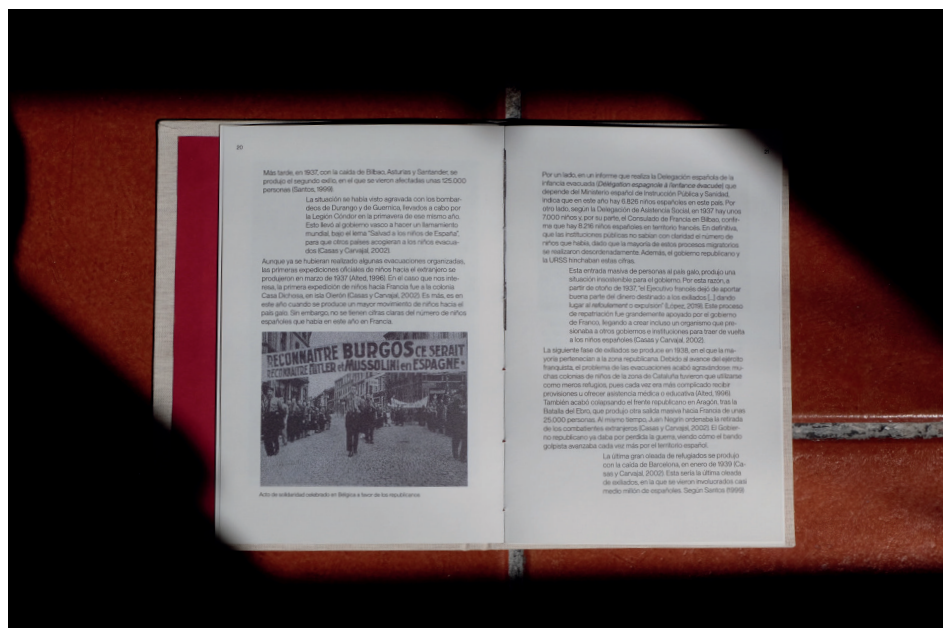 20
Más tarde, en 1937, con la caída de Bilbao, Asturias y Santander, se
produjo el segundo exilio, en el que se vieron afectadas unas 125.000
personas (Santos, 1999).
La situación se había visto agravada con los bombar-
deos de Durango y de Guernica, llevados a cabo por
la Legión Cóndor en la primavera de ese mismo año.
Esto llevó al gobierno vasco a hacer un llamamiento
mundial, bajo el lema "Salvad a los niños de España",
para que otros países acogieran a los niños evacua-
dos (Casas y Carvajal, 2002).
Aunque ya se hubieran realizado algunas evacuaciones organizadas,
las primeras expediciones oficiales de niños hacia el extranjero se
produjeron en marzo de 1937 (Alted, 1996). En el caso que nos inte-
resa, la primera expedición de niños hacia Francia fue a la colonia
Casa Dichosa, en isla Olerón (Casas y Carvajal, 2002). Es más, es en
este año cuando se produce un mayor movimiento de niños hacia el
país galo. Sin embargo, no se tienen cifras claras del número de niños
españoles que había en este año en Francia.
RECONNAITRE BURGOS CE SERAIT
RECONNAITRE HITLER et MUSSOLINI en ESPAGNE
Acto de solidaridad celebrado en Bélgica a favor de los republicanos
Por un lado, en un informe que realiza la Delegación española de la
infancia evacuada (Délégation espagnole à l'enfance évacuée) que
depende del Ministerio español de Instrucción Pública y Sanidad,
indica que en este año hay 6.826 niños españoles en este país. Por
otro lado, según la Delegación de Asistencia Social, en 1937 hay unos
7.000 niños y, por su parte, el Consulado de Francia en Bilbao, confir-
ma que hay 6.216 niños españoles en territorio francés. En definitiva,
que las instituciones públicas no sabían con claridad el número de
niños que había, dado que la mayoría de estos procesos migratorios
se realizaron desordenadamente. Además, el gobierno republicano y
la URSS hinchaban estas cifras.
Esta entrada masiva de personas al país galo, produjo una
situación insostenible para el gobierno. Por esta razón, a
partir de otoño de 1937, "el Ejecutivo francés dejó de aportar
buena parte del dinero destinado a los exiliados [...] dando
lugar al refoulement o expulsión" (López, 2019). Este proceso
de repatriación fue grandemente apoyado por el gobierno
de Franco, llegando a crear incluso un organismo que pre-
sionaba a otros gobiernos e instituciones para traer de vuelta
a los niños españoles (Casas y Carvajal, 2002).
La siguiente fase de exiliados se produce en 1938, en el que la ma-
yoría pertenecían a la zona republicana. Debido al avance del ejército
franquista, el problema de las evacuaciones acabó agravándose: mu-
chas colonias de niños de la zona de Cataluña tuvieron que utilizarse
como meros refugios, pues cada vez era más complicado recibir
provisiones u ofrecer asistencia médica o educativa (Alted, 1996).
También acabó colapsando el frente republicano en Aragón, tras la
Batalla del Ebro, que produjo otra salida masiva hacia Francia de unas
25.000 personas. Al mismo tiempo, Juan Negrín ordenaba la retirada
de los combatientes extranjeros (Casas y Carvajal, 2002). El Gobier-
no republicano ya daba por perdida la guerra, viendo cómo el bando
golpista avanzaba cada vez más por el territorio español.
La última gran oleada de refugiados se produjo
con la caída de Barcelona, en enero de 1939 (Ca-
sas y Carvajal, 2002). Esta sería la última oleada
de exiliados, en la que se vieron involucrados casi
medio millón de españoles. Según Santos (1999)